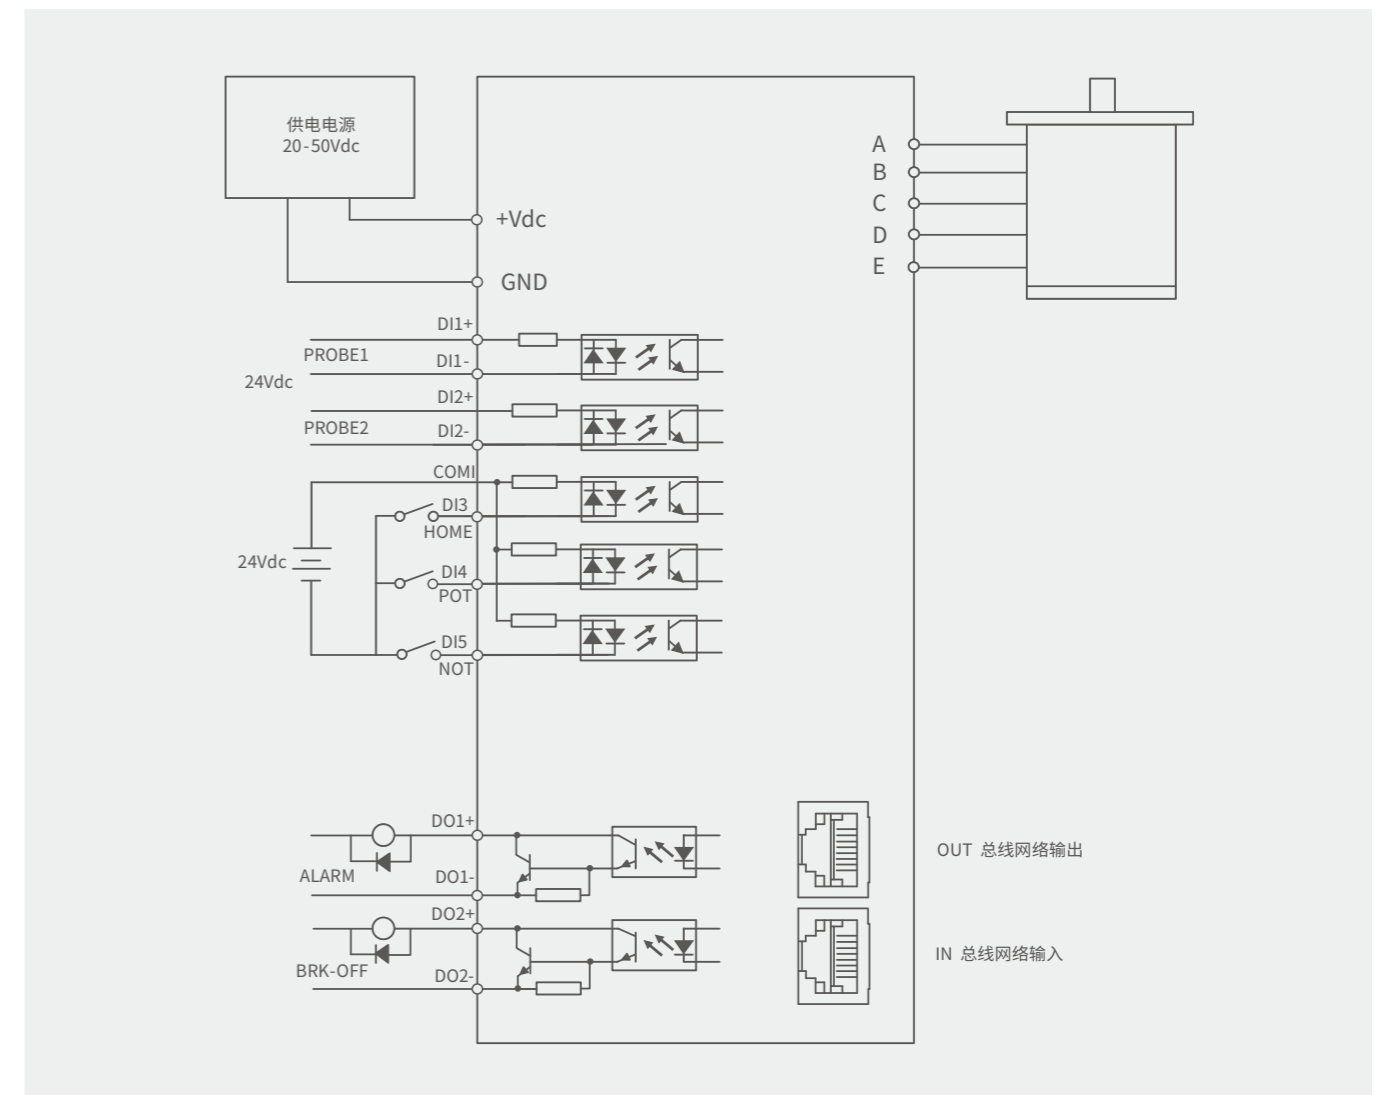 供电电源
20-50Vdc
+Vdc
GND
A
B
C
D
E
DI1+
PROBE1
DI1-
24Vdc
DI2+
PROBE2
DI2-
COMI
DI3
HOME
24Vdc
DI4
POT
DI5
NOT
DO1+
ALARM
DO1-
DO2+
BRK-OFF
DO2-
OUT 总线网络输出
IN 总线网络输入